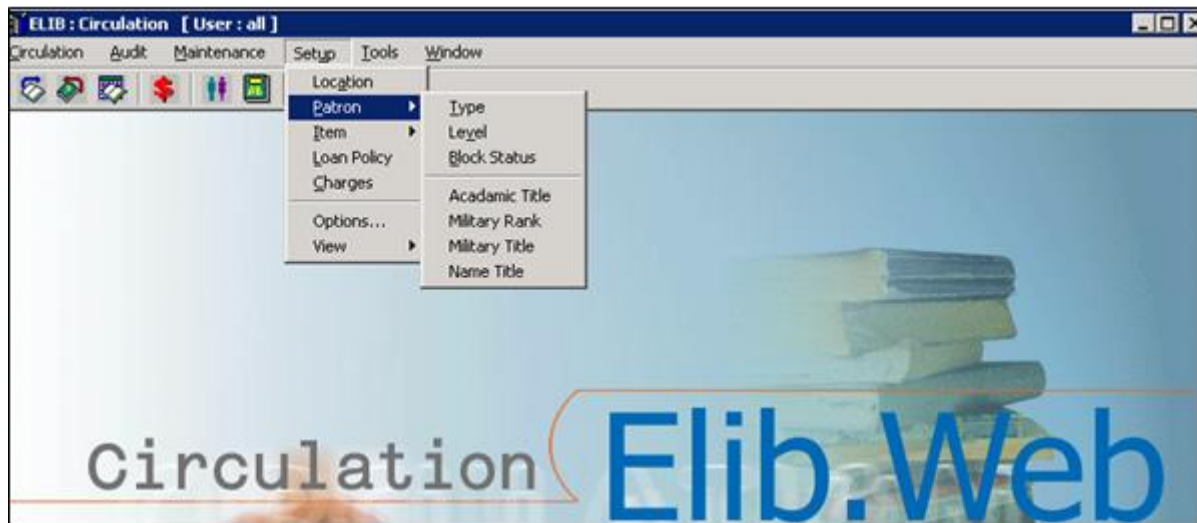 ELIB : Circulation [ User : all ]
Circulation Audit Maintenance Setup Tools Window
Location
Patron
Item
Loan Policy
Charges
Options...
View
Type
Level
Block Status
Acadamic Title
Military Rank
Military Title
Name Title
Circulation Elib.Web